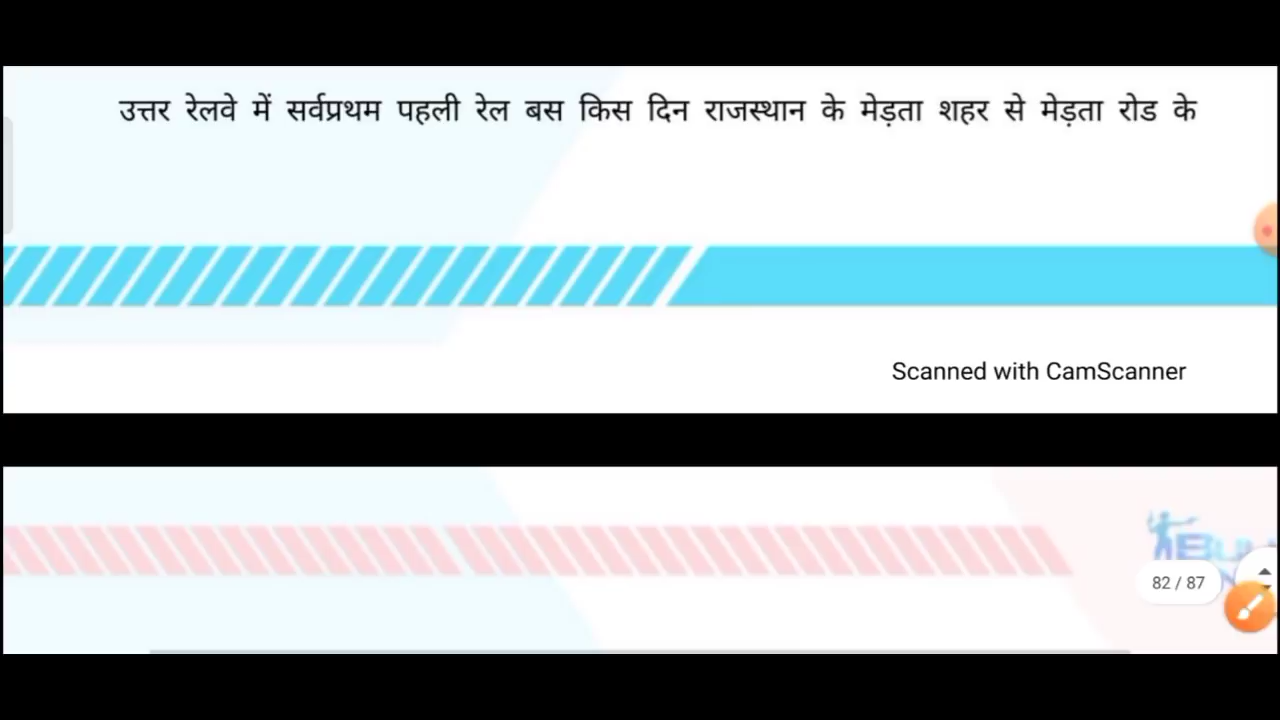 उत्तर रेलवे में सर्वप्रथम पहली रेल बस किस दिन राजस्थान के मेड़ता शहर से मेड़ता रोड के
Scanned with CamScanner
82 / 87